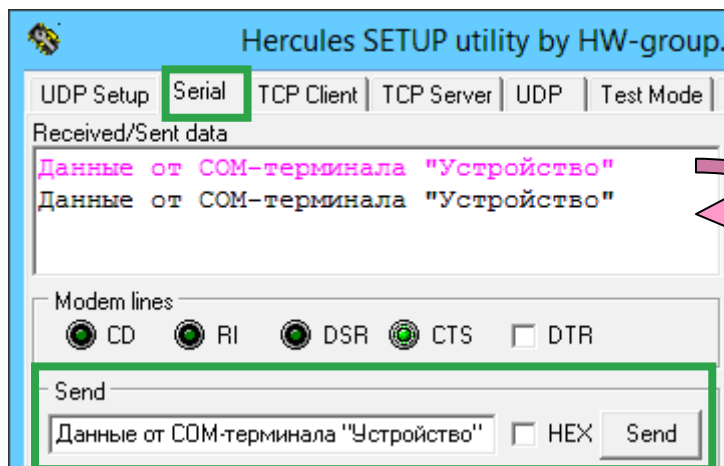 Hercules SETUP utility by HW-group.
UDP Setup Serial TCP Client TCP Server UDP Test Mode
Received/Sent data
Данные от COM-терминала "Устройство"
Данные от COM-терминала "Устройство"
Modem lines
CD RI DSR CTS DTR
Send
Данные от COM-терминала "Устройство" HEX Send